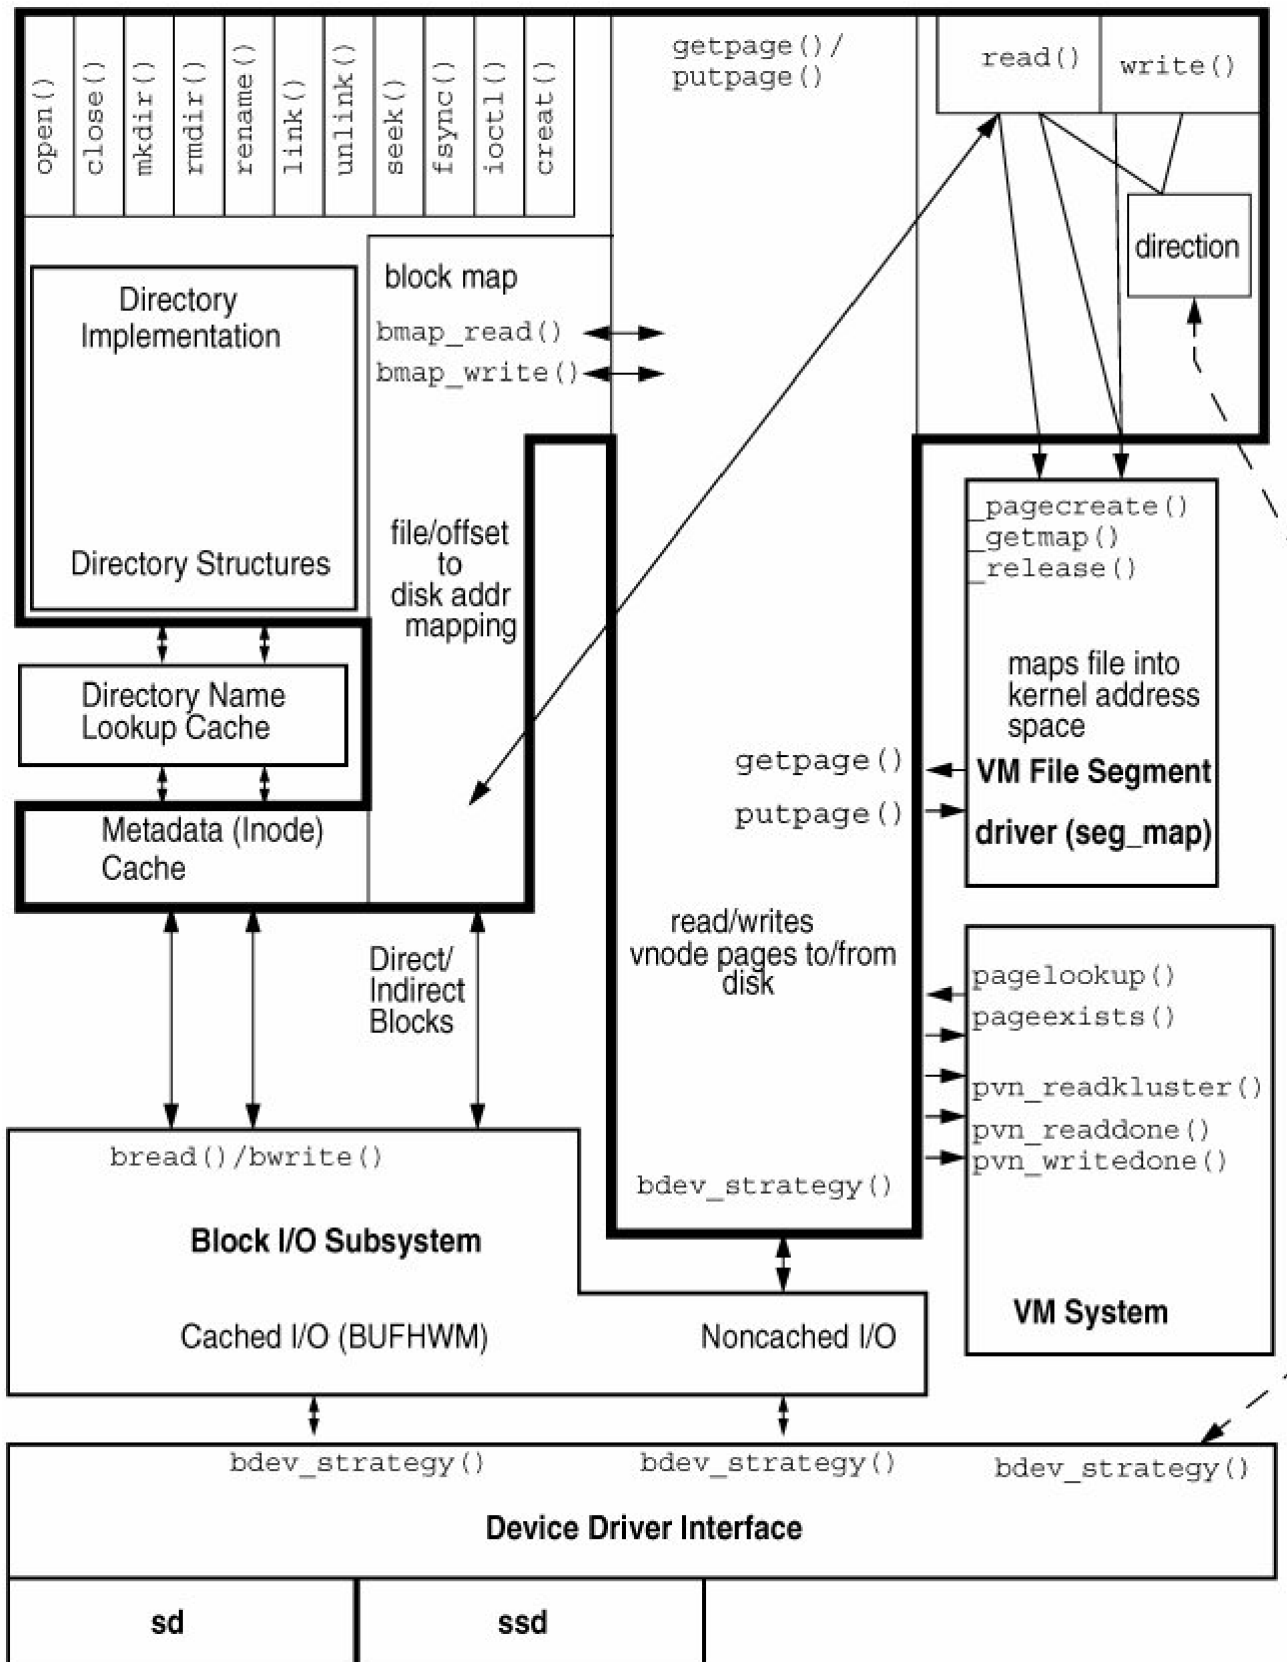 open()
close()
mkdir()
rmdir()
rename()
link()
unlink()
seek()
fsync()
ioctl()
creat()
getpage()/
putpage()
read()
write()
direction
block map
bmap_read()
bmap_write()
Directory
Implementation
Directory Structures
file/offset
to
disk addr
mapping
_pagecreate()
_getmap()
_release()
maps file into
kernel address
space
VM File Segment
driver (seg_map)
Directory Name
Lookup Cache
getpage()
putpage()
Metadata (Inode)
Cache
read/writes
vnode pages to/from
disk
Direct/
Indirect
Blocks
pagelookup()
pageexists()
pvn_readkluster()
pvn_readdone()
pvn_writedone()
VM System
bread()/bwrite()
bdev_strategy()
Block I/O Subsystem
Cached I/O (BUFHWM)
Noncached I/O
bdev_strategy()
bdev_strategy()
bdev_strategy()
Device Driver Interface
sd
ssd